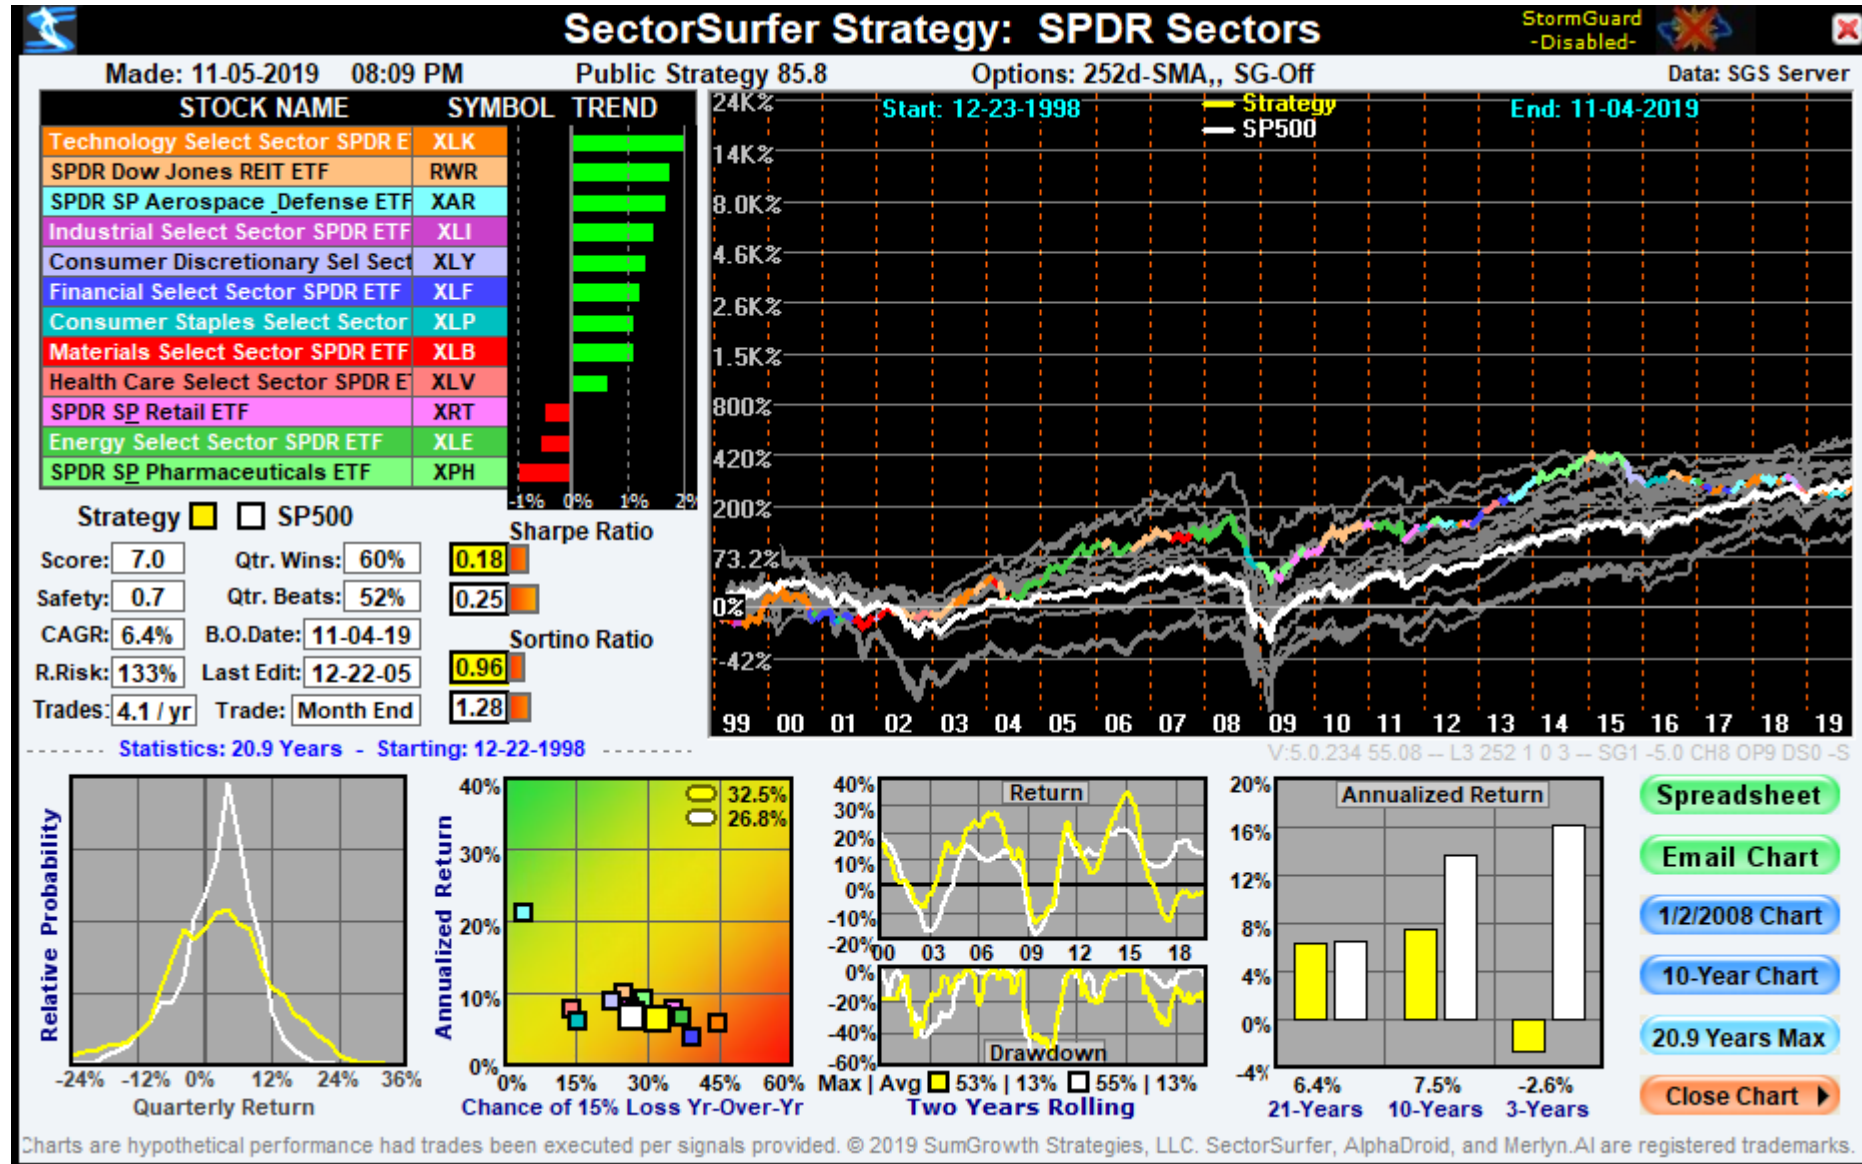 SectorSurfer Strategy: SPDR Sectors
StormGuard
-Disabled-
Made: 11-05-2019 08:09 PM Public Strategy 85.8 Options: 252d-SMA,, SG-Off Data: SGS Server
STOCK NAME SYMBOL TREND
Technology Select Sector SPDR E XLK
SPDR Dow Jones REIT ETF RWR
SPDR SP Aerospace _Defense ETF XAR
Industrial Select Sector SPDR ETF XLI
Consumer Discretionary Sel Sect XLY
Financial Select Sector SPDR ETF XLF
Consumer Staples Select Sector XLP
Materials Select Sector SPDR ETF XLB
Health Care Select Sector SPDR E XLV
SPDR SP Retail ETF XRT
Energy Select Sector SPDR ETF XLE
SPDR SP Pharmaceuticals ETF XPH
-1% 0% 1% 2%
Strategy SP500
Score: 7.0 Qtr. Wins: 60%
Safety: 0.7 Qtr. Beats: 52%
CAGR: 6.4% B.O.Date: 11-04-19
R.Risk: 133% Last Edit: 12-22-05
Trades: 4.1 / yr Trade: Month End
Sharpe Ratio
0.18
0.25
Sortino Ratio
0.96
1.28
Start: 12-23-1998
Strategy
SP500
End: 11-04-2019
24K%
14K%
8.0K%
4.6K%
2.6K%
1.5K%
800%
420%
200%
73.2%
0%
-42%
99 00 01 02 03 04 05 06 07 08 09 10 11 12 13 14 15 16 17 18 19
------- Statistics: 20.9 Years - Starting: 12-22-1998 --------
V:5.0.234 55.08 -- L3 252 1 0 3 -- SG1 -5.0 CH8 OP9 DS0 -S
Relative Probability
-24% -12% 0% 12% 24% 36%
Quarterly Return
Annualized Return
40%
30%
20%
10%
0%
32.5%
26.8%
0% 15% 30% 45% 60%
Chance of 15% Loss Yr-Over-Yr
Return
40%
30%
20%
10%
0%
-10%
-20%
00 03 06 09 12 15 18
0%
-20%
-40%
-60%
Drawdown
Max | Avg 53% | 13% 55% | 13%
Two Years Rolling
Annualized Return
20%
16%
12%
8%
4%
0%
-4%
6.4% 7.5% -2.6%
21-Years 10-Years 3-Years
Spreadsheet
Email Chart
1/2/2008 Chart
10-Year Chart
20.9 Years Max
Close Chart
Charts are hypothetical performance had trades been executed per signals provided. © 2019 SumGrowth Strategies, LLC. SectorSurfer, AlphaDroid, and Merlyn.AI are registered trademarks.